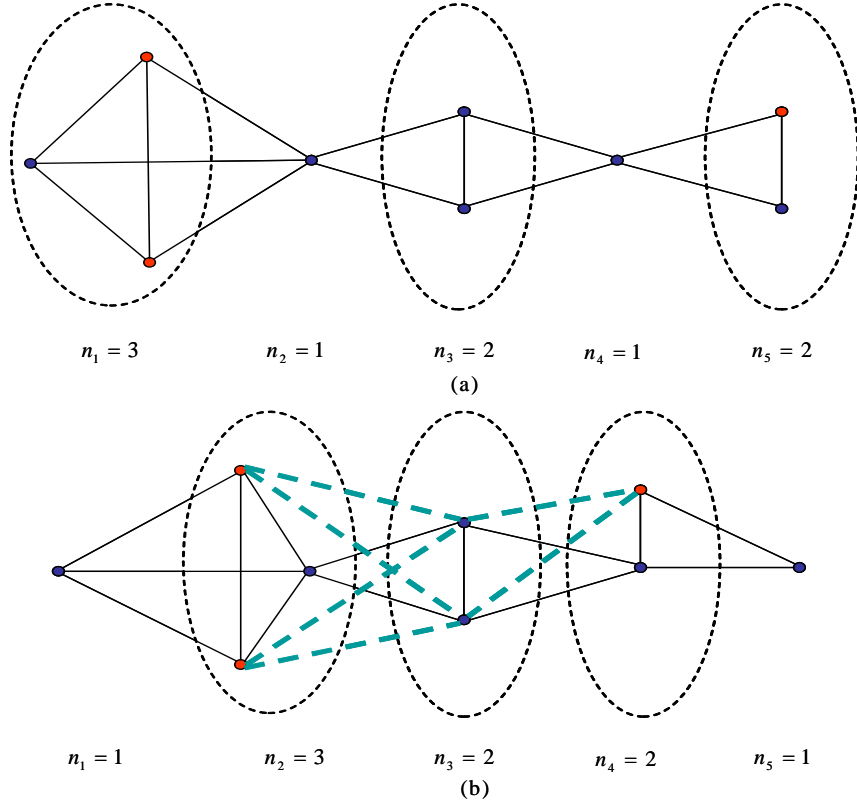 n₁ = 3 n₂ = 1 n₃ = 2 n₄ = 1 n₅ = 2
(a)
n₁ = 1 n₂ = 3 n₃ = 2 n₄ = 2 n₅ = 1
(b)